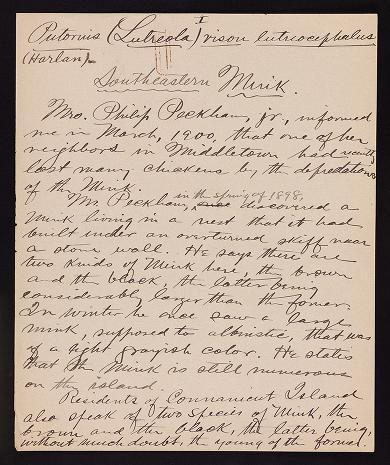 I
Putorius (Lutreola) vison lutreocephalus
(Harlan)
Southeastern Mink.
Mrs. Philip Peckham, jr., informed
me in March, 1900, that one of her
neighbors in Middletown had recently
lost many chickens by the depredations
of the Mink.
Mr. Peckham, in the spring of 1898, discovered a
Mink living in a nest that it had
built under an overturned skiff near
a stone wall. He says there are
two kinds of Mink here, the brown
and the black, the latter being
considerably larger than the former.
In winter he once saw a large
mink, supposed to albinistic, that was
of a light grayish color. He states
that the Mink is still numerous
on the island.
Residents of Connanicut Island
also speak of two species of Mink, the
brown and the black, the latter being,
without much doubt, the young of the former.